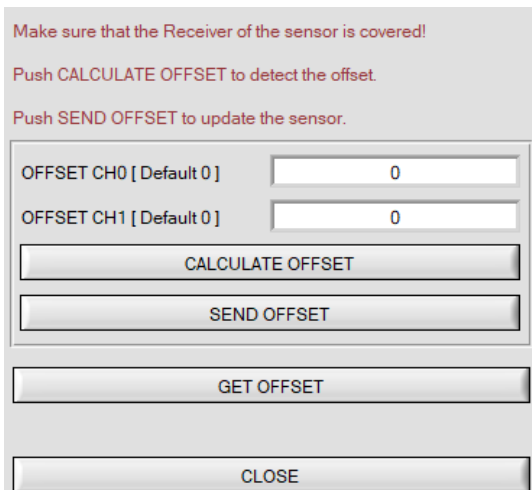 Make sure that the Receiver of the sensor is covered!
Push CALCULATE OFFSET to detect the offset.
Push SEND OFFSET to update the sensor.
OFFSET CH0 [ Default 0 ] 0
OFFSET CH1 [ Default 0 ] 0
CALCULATE OFFSET
SEND OFFSET
GET OFFSET
CLOSE